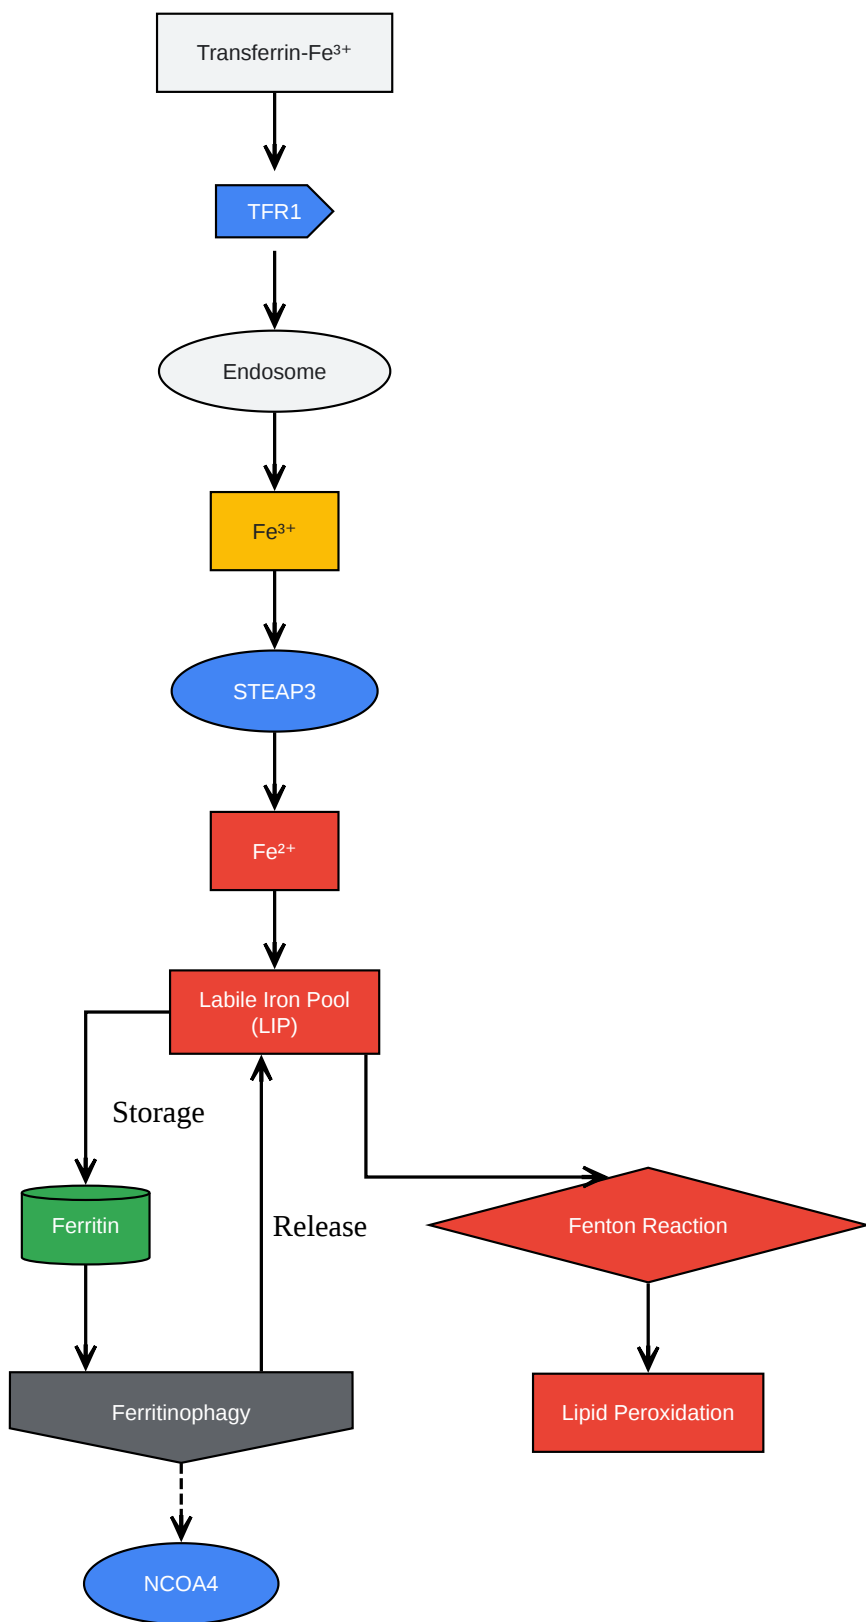 Transferrin-Fe³⁺
TFR1
Endosome
Fe³⁺
STEAP3
Fe²⁺
Labile Iron Pool
(LIP)
Storage
Ferritin
Release
Fenton Reaction
Ferritinophagy
Lipid Peroxidation
NCOA4